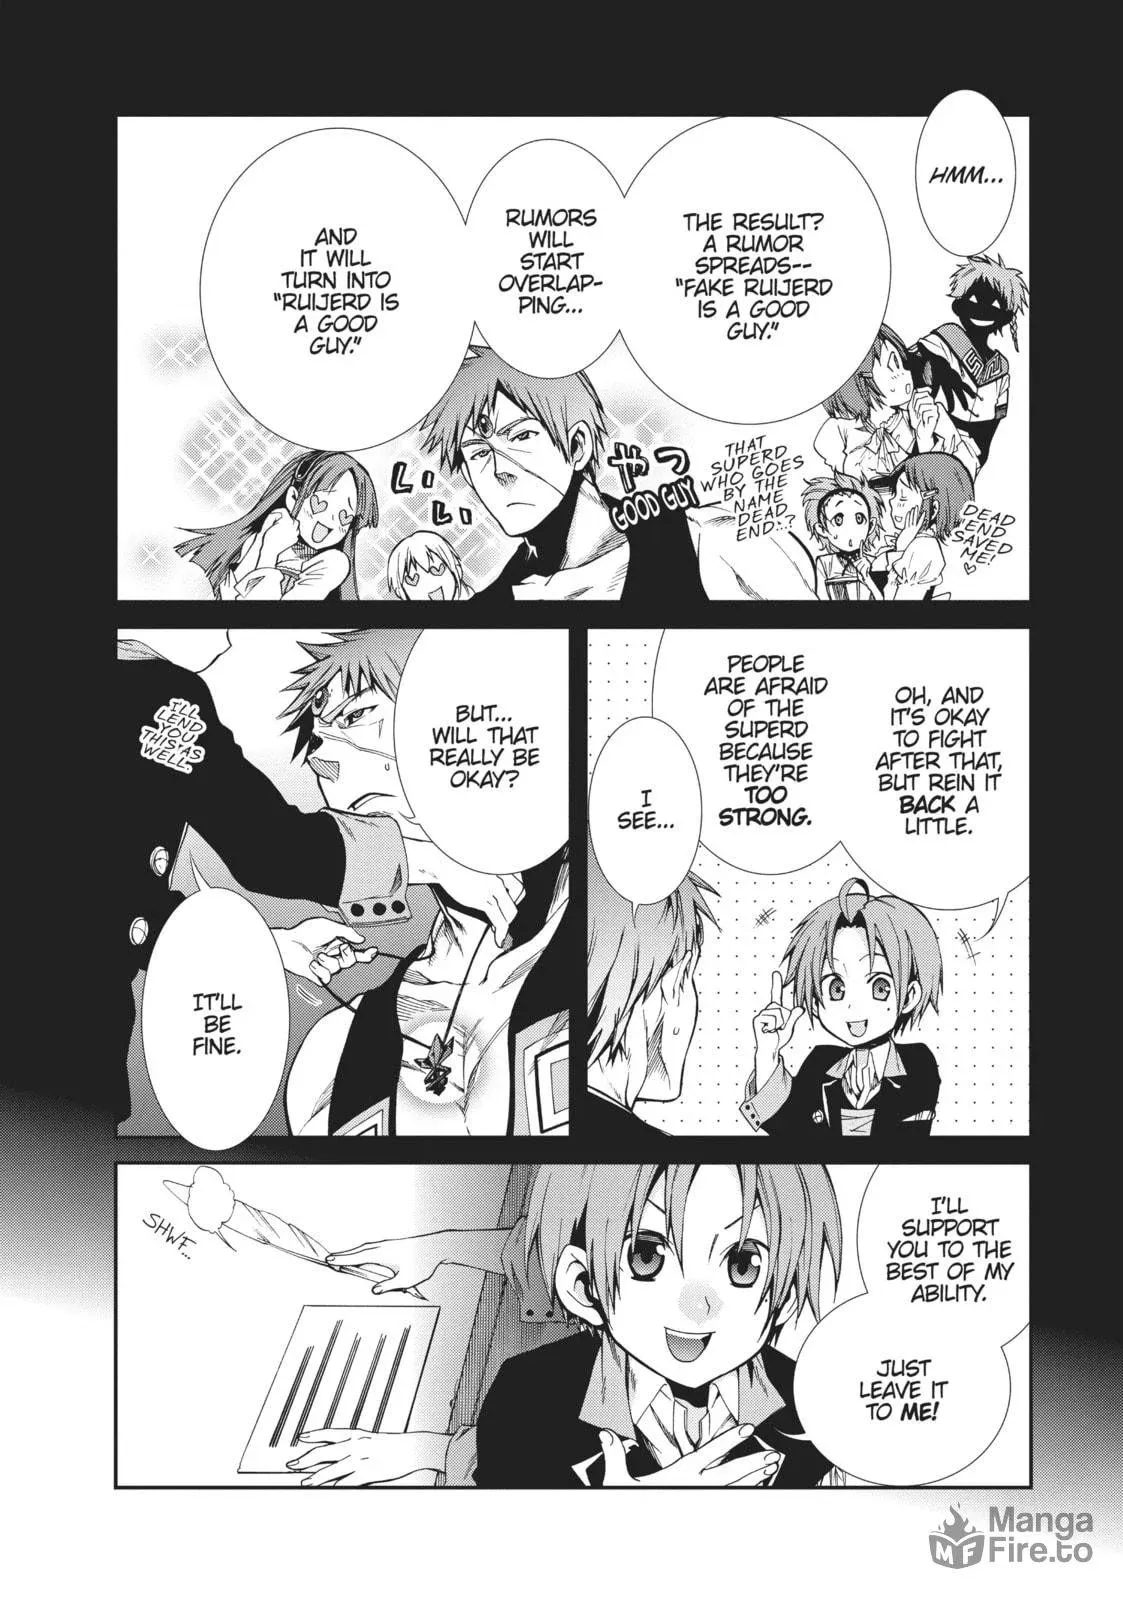 HMM...
THE RESULT?
A RUMOR
SPREADS--
"FAKE RUIJERD
IS A GOOD
GUY."
RUMORS
WILL
START
OVERLAP-
PING...
AND
IT WILL
TURN INTO
"RUIJERD IS
A GOOD
GUY."
DEAD
END
SAVED
ME!
THAT
SUPERD
WHO GOES
BY THE
NAME
DEAD
END...?
いい
やつ
GOOD GUY
OH, AND
IT'S OKAY
TO FIGHT
AFTER THAT,
BUT REIN IT
BACK A
LITTLE.
PEOPLE
ARE AFRAID
OF THE
SUPERD
BECAUSE
THEY'RE
TOO
STRONG.
I
SEE...
BUT...
WILL THAT
REALLY BE
OKAY?
I'LL
LEND
YOU
THIS AS
WELL.
IT'LL
BE
FINE.
I'LL
SUPPORT
YOU TO THE
BEST OF MY
ABILITY.
JUST
LEAVE IT
TO ME!
SHWF...
MF
Manga
Fire.to